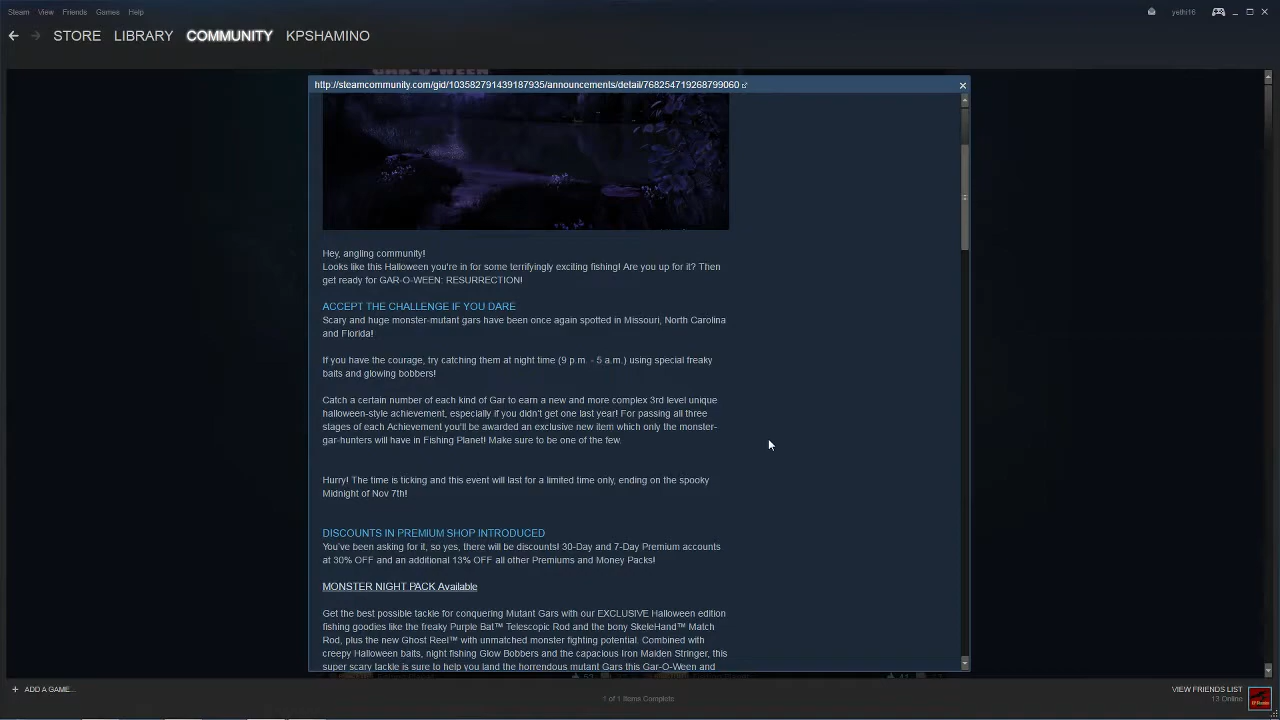 Steam View Friends Games Help
yethi16
STORE LIBRARY COMMUNITY KPSHAMINO
http://steamcommunity.com/gid/103582791439187935/announcements/detail/768254719268799060
Hey, angling community!
Looks like this Halloween you're in for some terrifyingly exciting fishing! Are you up for it? Then
get ready for GAR-O-WEEN: RESURRECTION!
ACCEPT THE CHALLENGE IF YOU DARE
Scary and huge monster-mutant gars have been once again spotted in Missouri, North Carolina
and Florida!
If you have the courage, try catching them at night time (9 p.m. - 5 a.m.) using special freaky
baits and glowing bobbers!
Catch a certain number of each kind of Gar to earn a new and more complex 3rd level unique
halloween-style achievement, especially if you didn't get one last year! For passing all three
stages of each Achievement you'll be awarded an exclusive new item which only the monster-
gar-hunters will have in Fishing Planet! Make sure to be one of the few.
Hurry! The time is ticking and this event will last for a limited time only, ending on the spooky
Midnight of Nov 7th!
DISCOUNTS IN PREMIUM SHOP INTRODUCED
You've been asking for it, so yes, there will be discounts! 30-Day and 7-Day Premium accounts
at 30% OFF and an additional 13% OFF all other Premiums and Money Packs!
MONSTER NIGHT PACK Available
Get the best possible tackle for conquering Mutant Gars with our EXCLUSIVE Halloween edition
fishing goodies like the freaky Purple Bat™ Telescopic Rod and the bony SkeleHand™ Match
Rod, plus the new Ghost Reel™ with unmatched monster fighting potential. Combined with
creepy Halloween baits, night fishing Glow Bobbers and the capacious Iron Maiden Stringer, this
super scary tackle is sure to help you land the horrendous mutant Gars this Gar-O-Ween and
ADD A GAME...
1 of 1 Items Complete
VIEW FRIENDS LIST
13 Online